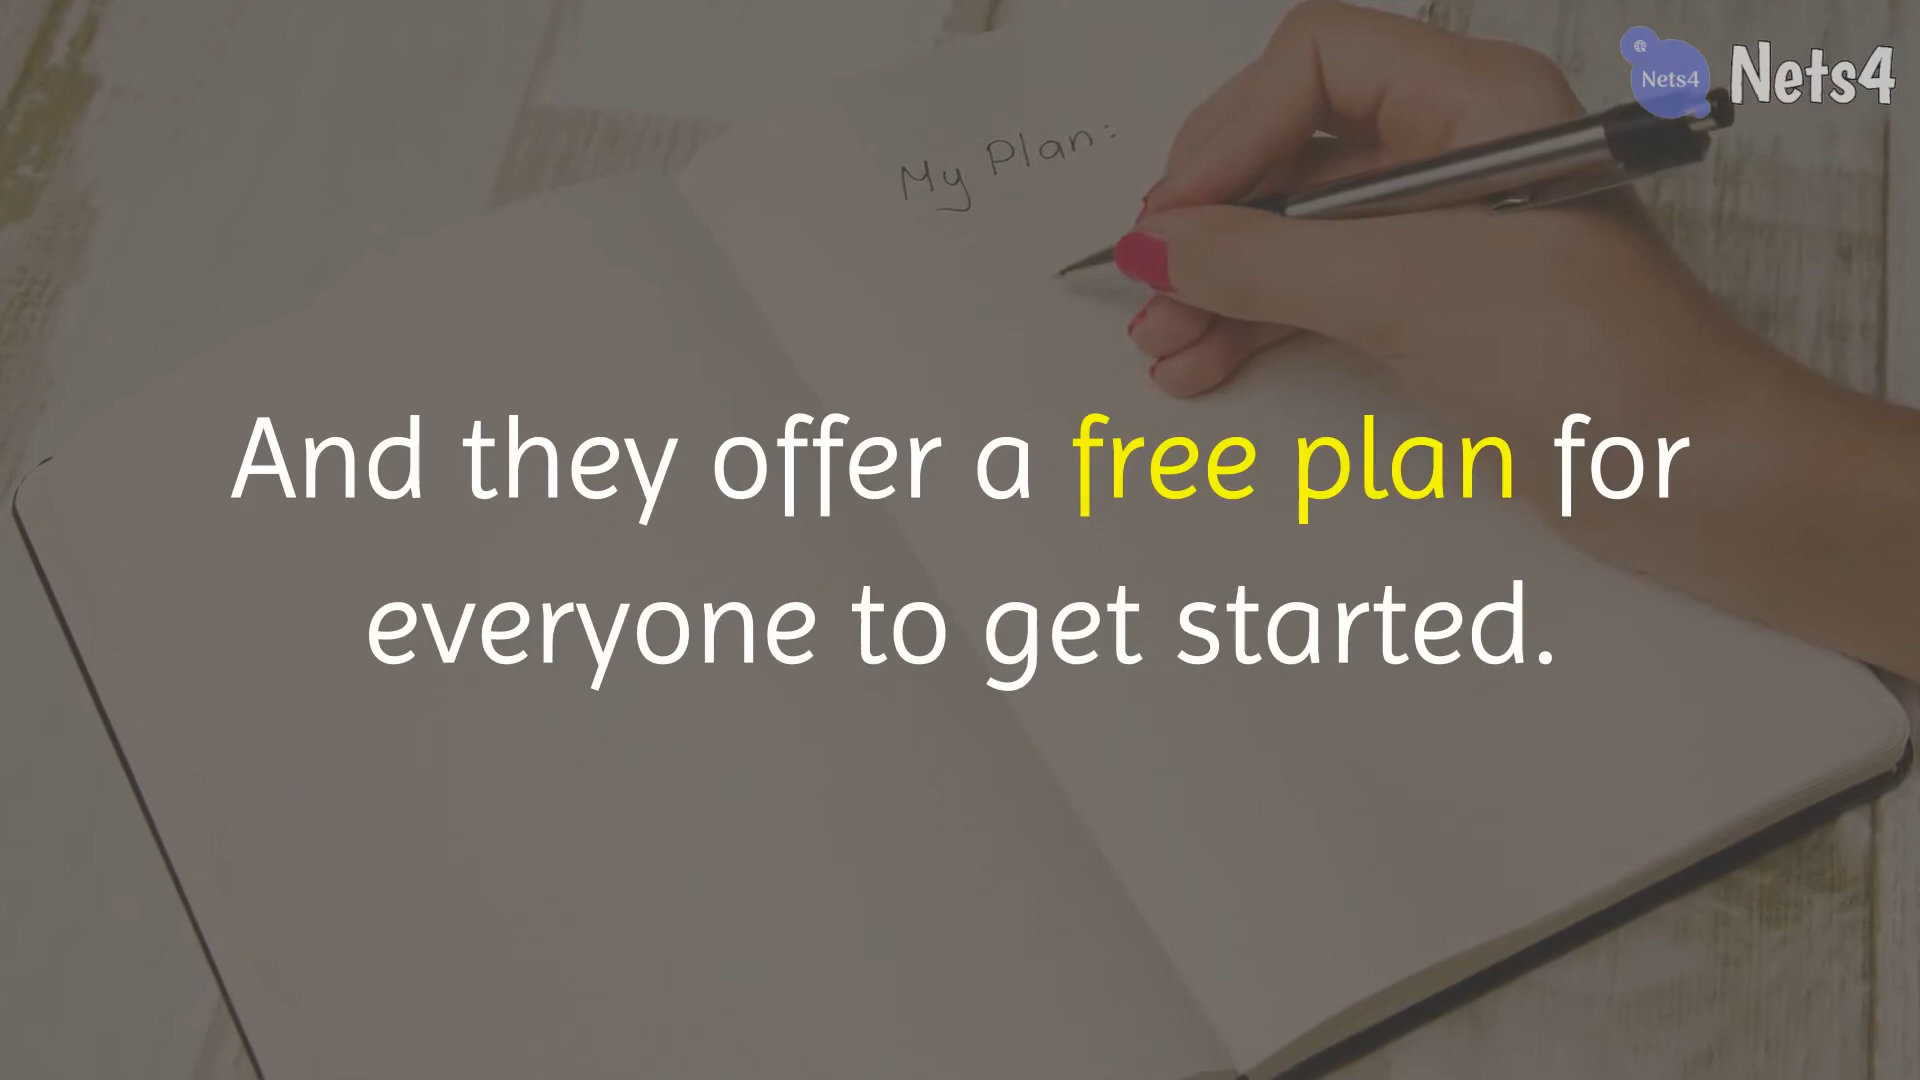 Nets4
Nets4
My Plan:
And they offer a free plan for
everyone to get started.